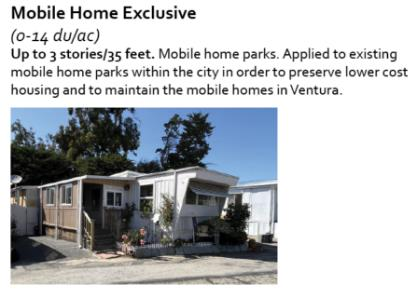 Mobile Home Exclusive
(0-14 du/ac)
Up to 3 stories/35 feet. Mobile home parks. Applied to existing
mobile home parks within the city in order to preserve lower cost
housing and to maintain the mobile homes in Ventura.